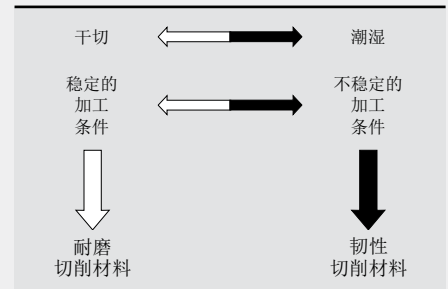 干切 潮湿
稳定的 不稳定的
加工 加工
条件 条件
耐磨 韧性
切削材料 切削材料